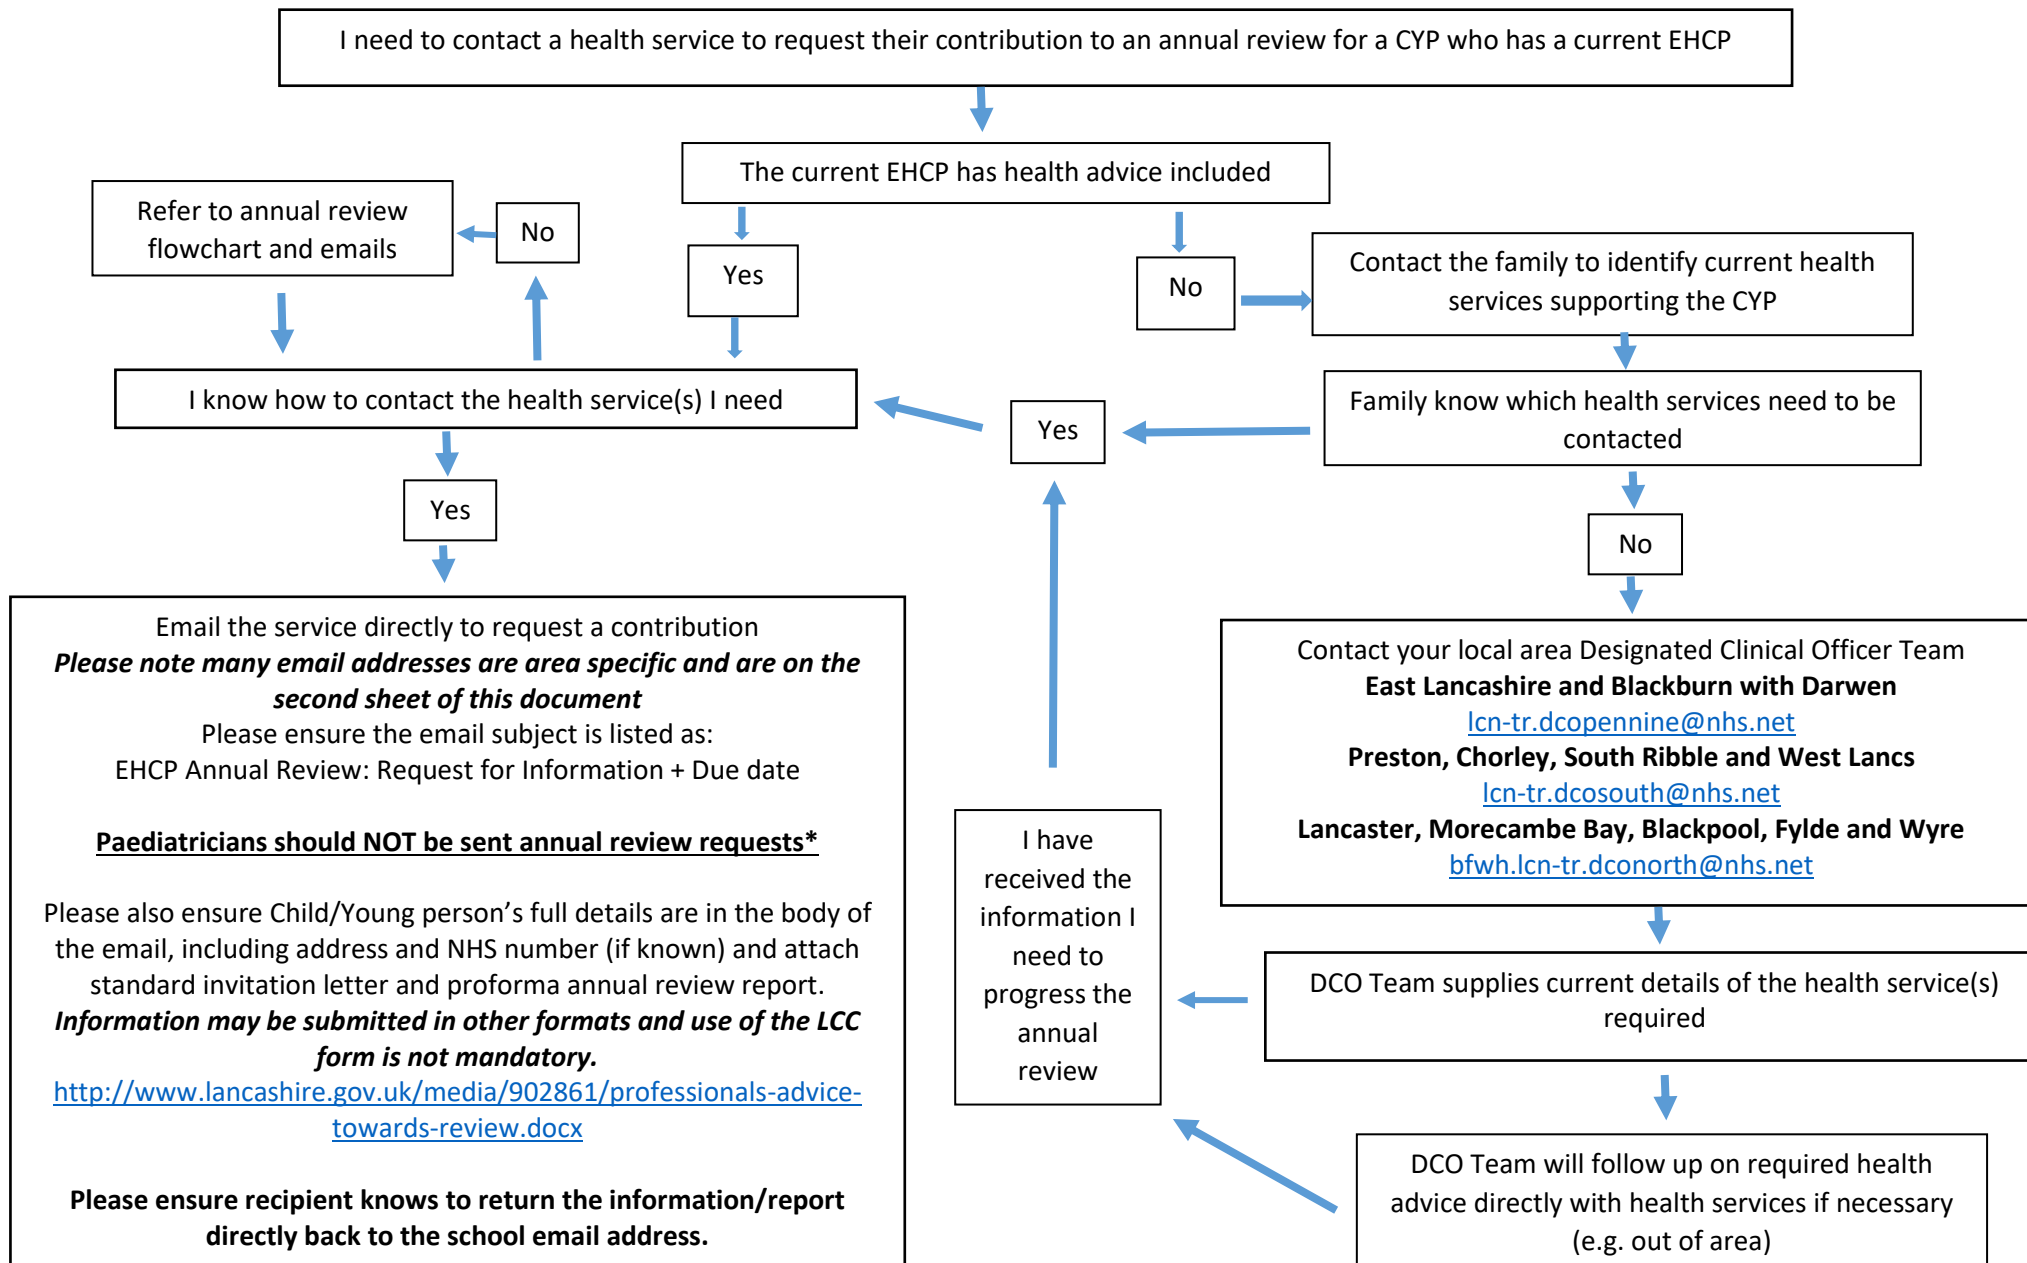 I need to contact a health service to request their contribution to an annual review for a CYP who has a current EHCP
The current EHCP has health advice included
Refer to annual review
flowchart and emails
No
Yes
No
Contact the family to identify current health
services supporting the CYP
I know how to contact the health service(s) I need
Yes
Family know which health services need to be
contacted
Yes
No
Email the service directly to request a contribution
Please note many email addresses are area specific and are on the
second sheet of this document
Please ensure the email subject is listed as:
EHCP Annual Review: Request for Information + Due date
Paediatricians should NOT be sent annual review requests*
Please also ensure Child/Young person’s full details are in the body of
the email, including address and NHS number (if known) and attach
standard invitation letter and proforma annual review report.
Information may be submitted in other formats and use of the LCC
form is not mandatory.
http://www.lancashire.gov.uk/media/902861/professionals-advice-
towards-review.docx
Please ensure recipient knows to return the information/report
directly back to the school email address.
Contact your local area Designated Clinical Officer Team
East Lancashire and Blackburn with Darwen
lcn-tr.dcopennine@nhs.net
Preston, Chorley, South Ribble and West Lancs
lcn-tr.dcosouth@nhs.net
Lancaster, Morecambe Bay, Blackpool, Fylde and Wyre
bfwh.lcn-tr.dconorth@nhs.net
I have
received the
information I
need to
progress the
annual
review
DCO Team supplies current details of the health service(s)
required
DCO Team will follow up on required health
advice directly with health services if necessary
(e.g. out of area)